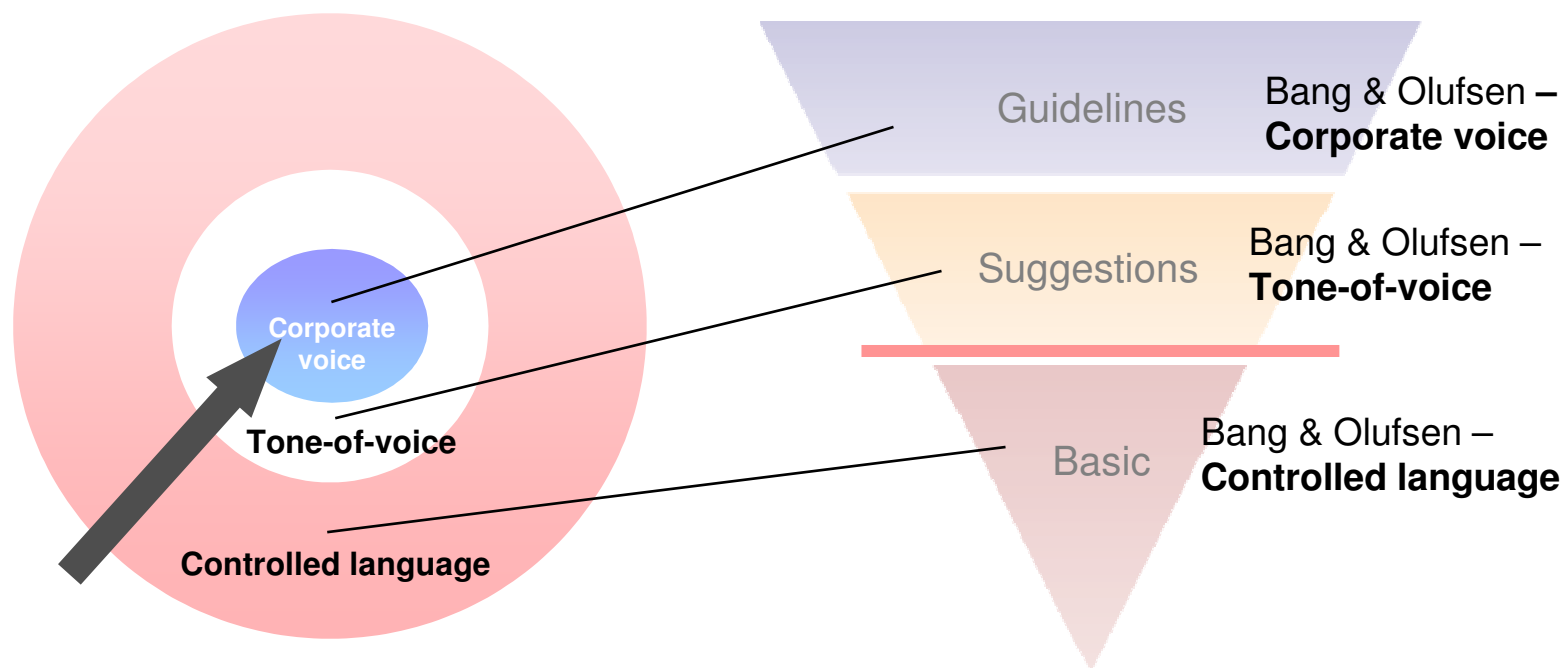 Corporate
voice
Tone-of-voice
Controlled language
Guidelines
Bang & Olufsen –
Corporate voice
Suggestions
Bang & Olufsen –
Tone-of-voice
Basic
Bang & Olufsen –
Controlled language